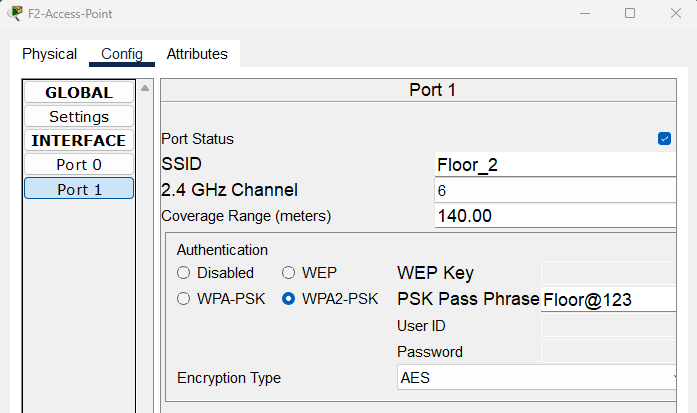 F2-Access-Point
Physical Config Attributes
GLOBAL
Settings
INTERFACE
Port 0
Port 1
Port 1
Port Status
SSID Floor_2
2.4 GHz Channel 6
Coverage Range (meters) 140.00
Authentication
Disabled WEP WEP Key
WPA-PSK WPA2-PSK PSK Pass Phrase Floor@123
User ID
Password
Encryption Type AES